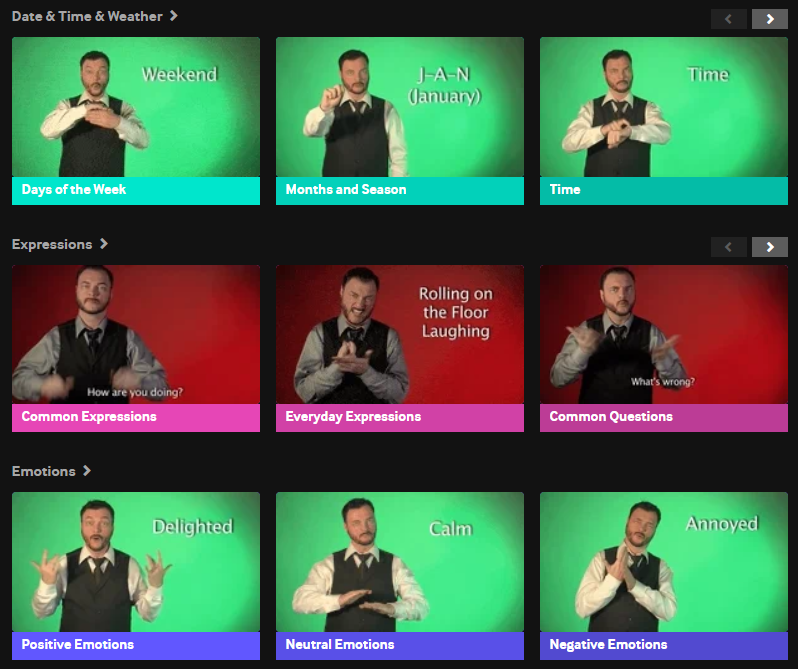 Date & Time & Weather
Weekend
J-A-N
(January)
Time
Days of the Week
Months and Season
Time
Expressions
How are you doing?
Rolling on
the Floor
Laughing
What's wrong?
Common Expressions
Everyday Expressions
Common Questions
Emotions
Delighted
Calm
Annoyed
Positive Emotions
Neutral Emotions
Negative Emotions